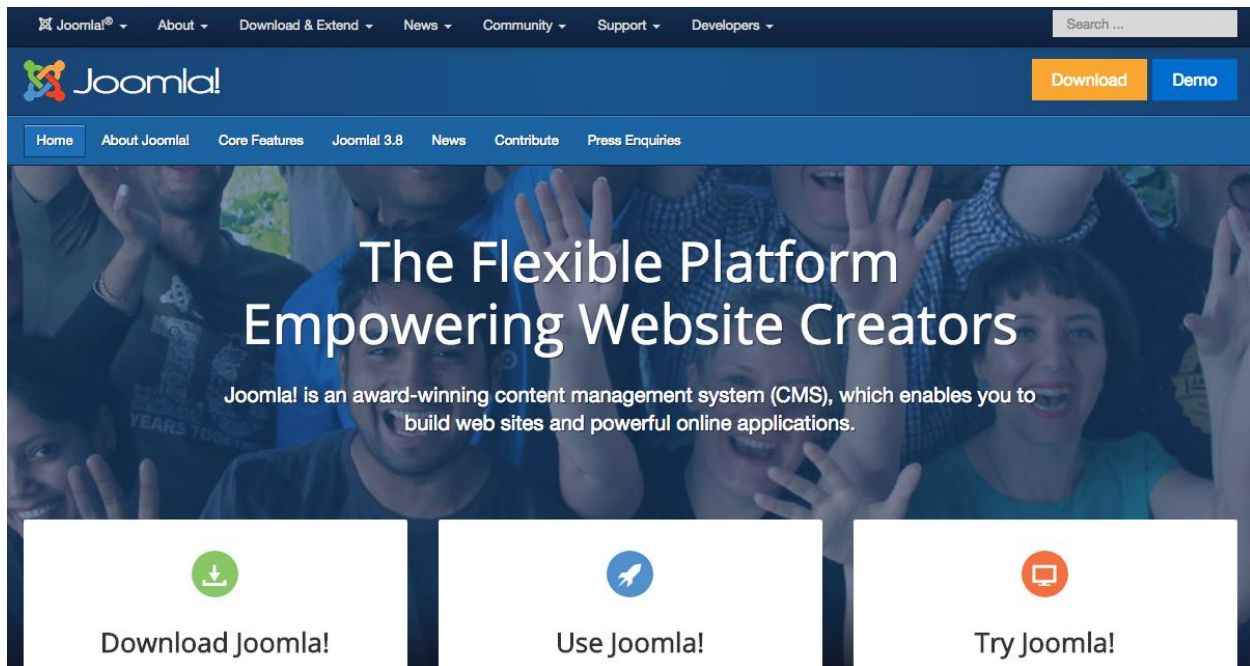 Joomla!® About Download & Extend News Community Support Developers Search ...
Joomla! Download Demo
Home About Joomla! Core Features Joomla! 3.8 News Contribute Press Enquiries
The Flexible Platform
Empowering Website Creators
Joomla! is an award-winning content management system (CMS), which enables you to
build web sites and powerful online applications.
YEARS TOG
Download Joomla! Use Joomla! Try Joomla!